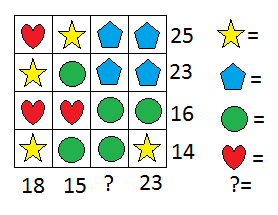 25 =
23 =
16 =
14 =
18 15 ? 23 ?=